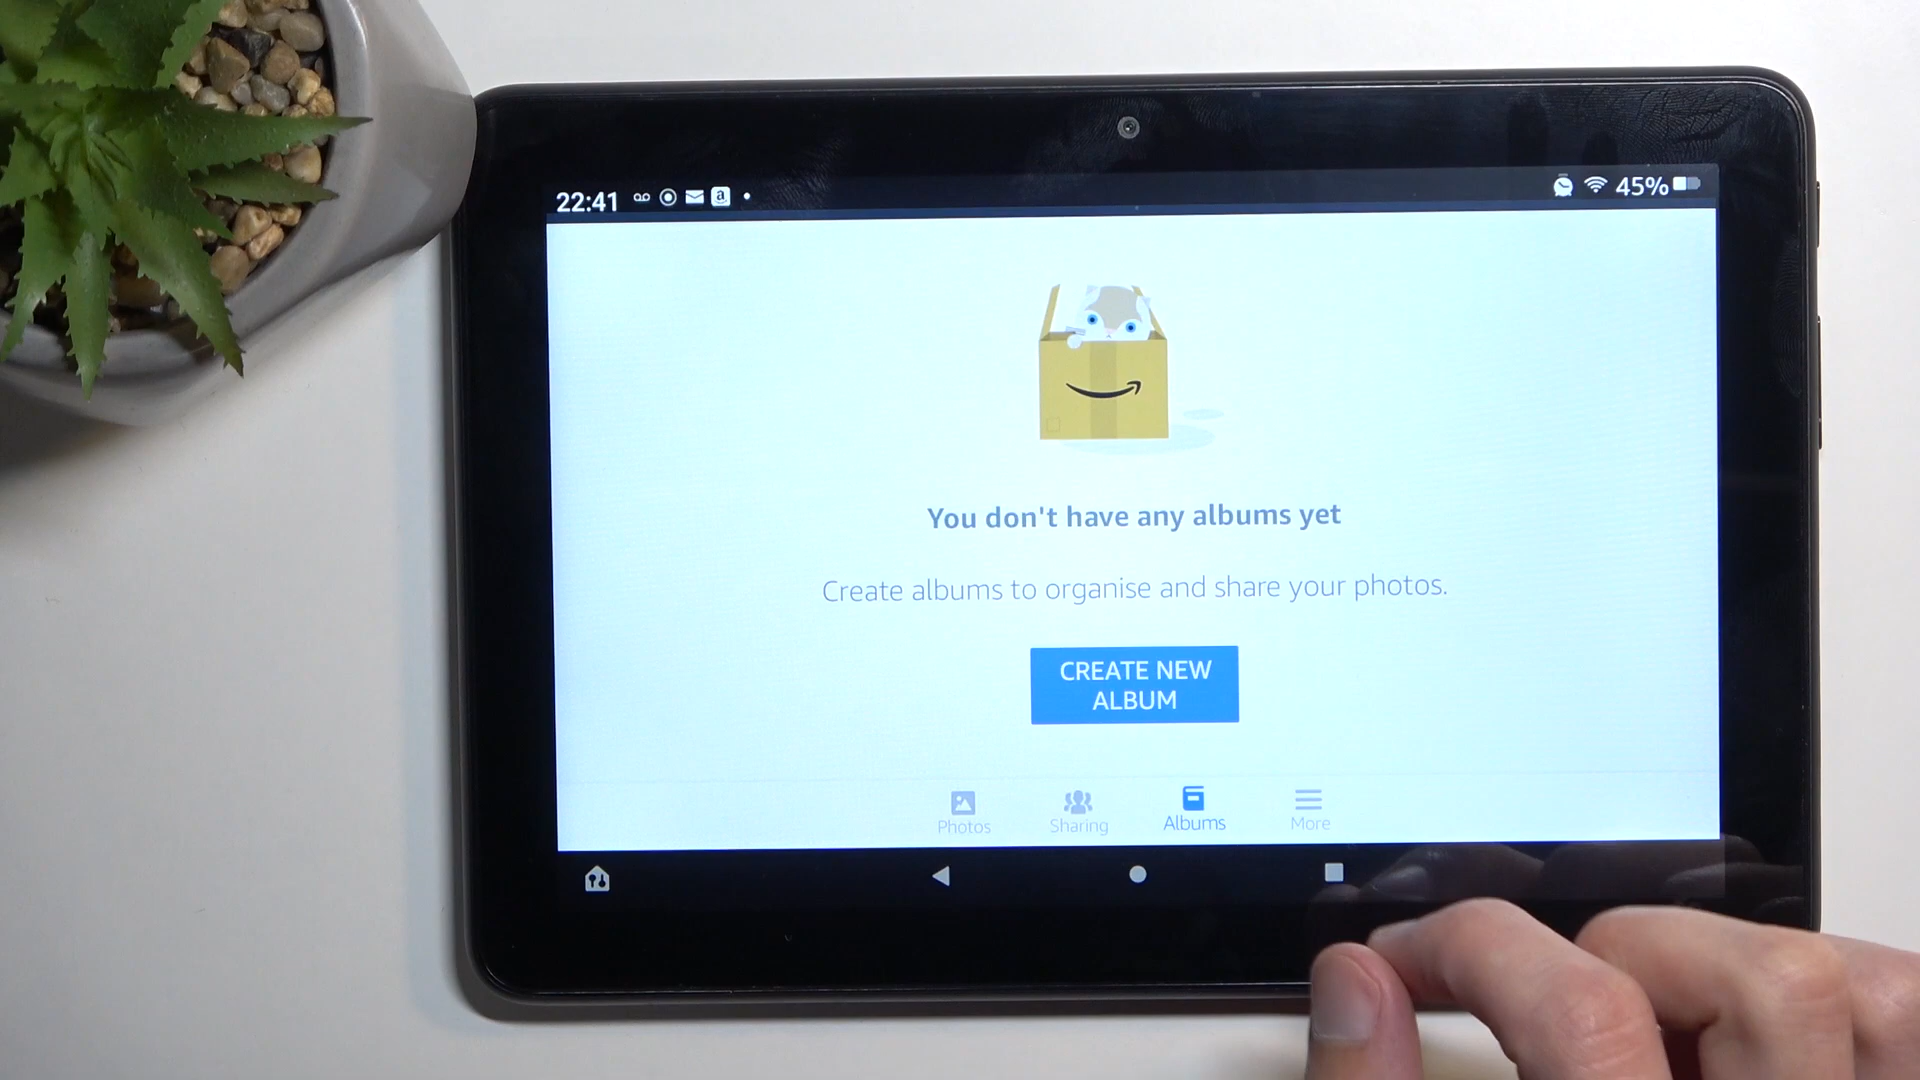 22:41
45%
You don't have any albums yet
Create albums to organise and share your photos.
CREATE NEW
ALBUM
Photos
Sharing
Albums
More